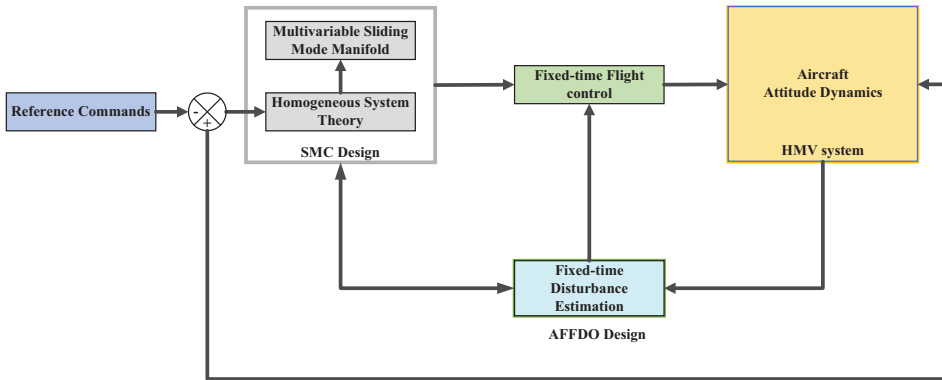 Multivariable Sliding
Mode Manifold
Reference Commands
-
+
Homogeneous System
Theory
SMC Design
Fixed-time Flight
control
Aircraft
Attitude Dynamics
HMV system
Fixed-time
Disturbance
Estimation
AFFDO Design